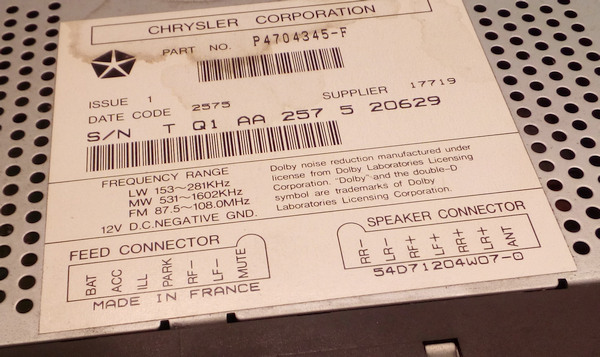 CHRYSLER CORPORATION
PART NO. P4704345-F
ISSUE 1
DATE CODE 2575
SUPPLIER 17719
S/N T Q1 AA 257 5 20629
FREQUENCY RANGE
LW 153~281KHz
MW 531~1602KHz
FM 87.5~108.0MHz
12V D.C.NEGATIVE GND.
Dolby noise reduction manufactured under
license from Dolby Laboratories Licensing
Corporation. "Dolby" and the double-D
symbol are trademarks of Dolby
Laboratories Licensing Corporation.
FEED CONNECTOR
BAT ACC ILL PARK RF- LF- MUTE
MADE IN FRANCE
SPEAKER CONNECTOR
RR- LR- RF+ LF+ RR+ LR+ ANT
54D71204W07-0